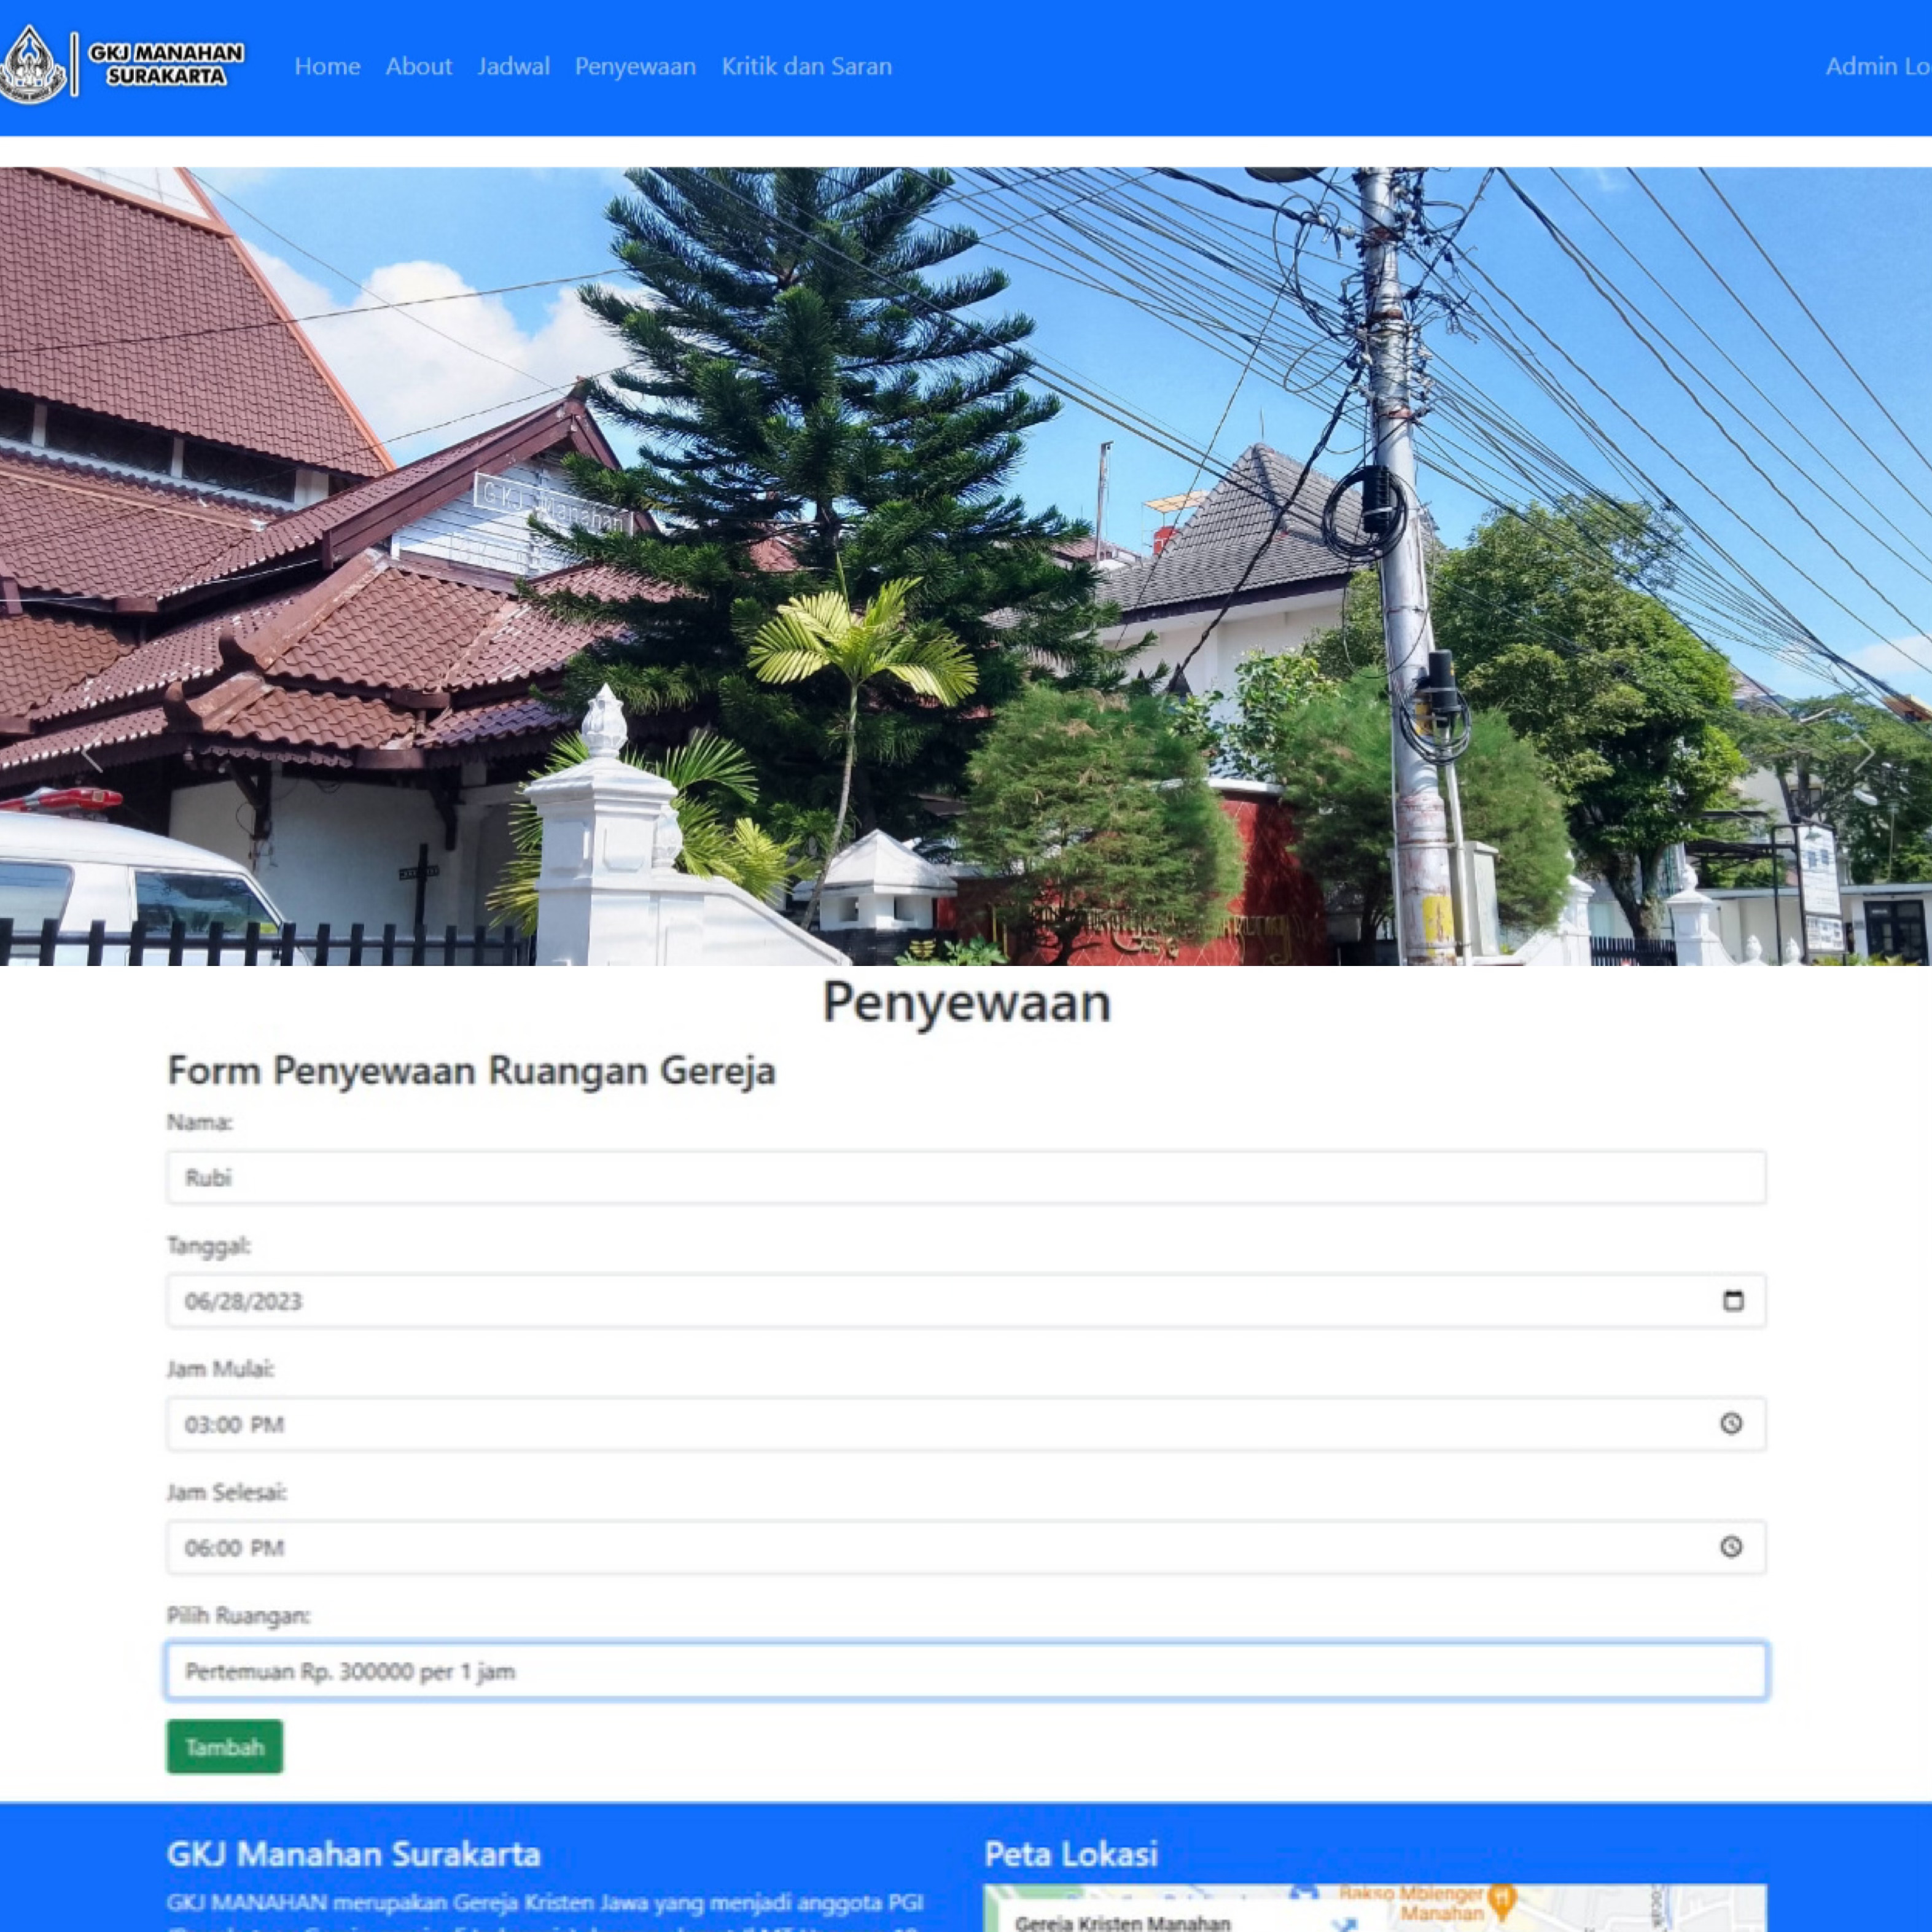 GKJ MANAHAN
SURAKARTA
Home About Jadwal Penyewaan Kritik dan Saran
Admin Lo
GKJ Manahan
Penyewaan
Form Penyewaan Ruangan Gereja
Nama:
Rubi
Tanggal:
06/28/2023
Jam Mulai:
03:00 PM
Jam Selesai:
06:00 PM
Pilih Ruangan:
Pertemuan Rp. 300000 per 1 jam
Tambah
GKJ Manahan Surakarta
GKJ MANAHAN merupakan Gereja Kristen Jawa yang menjadi anggota PGI
Peta Lokasi
Bakso Mblenger
Manahan
Gereja Kristen Manahan